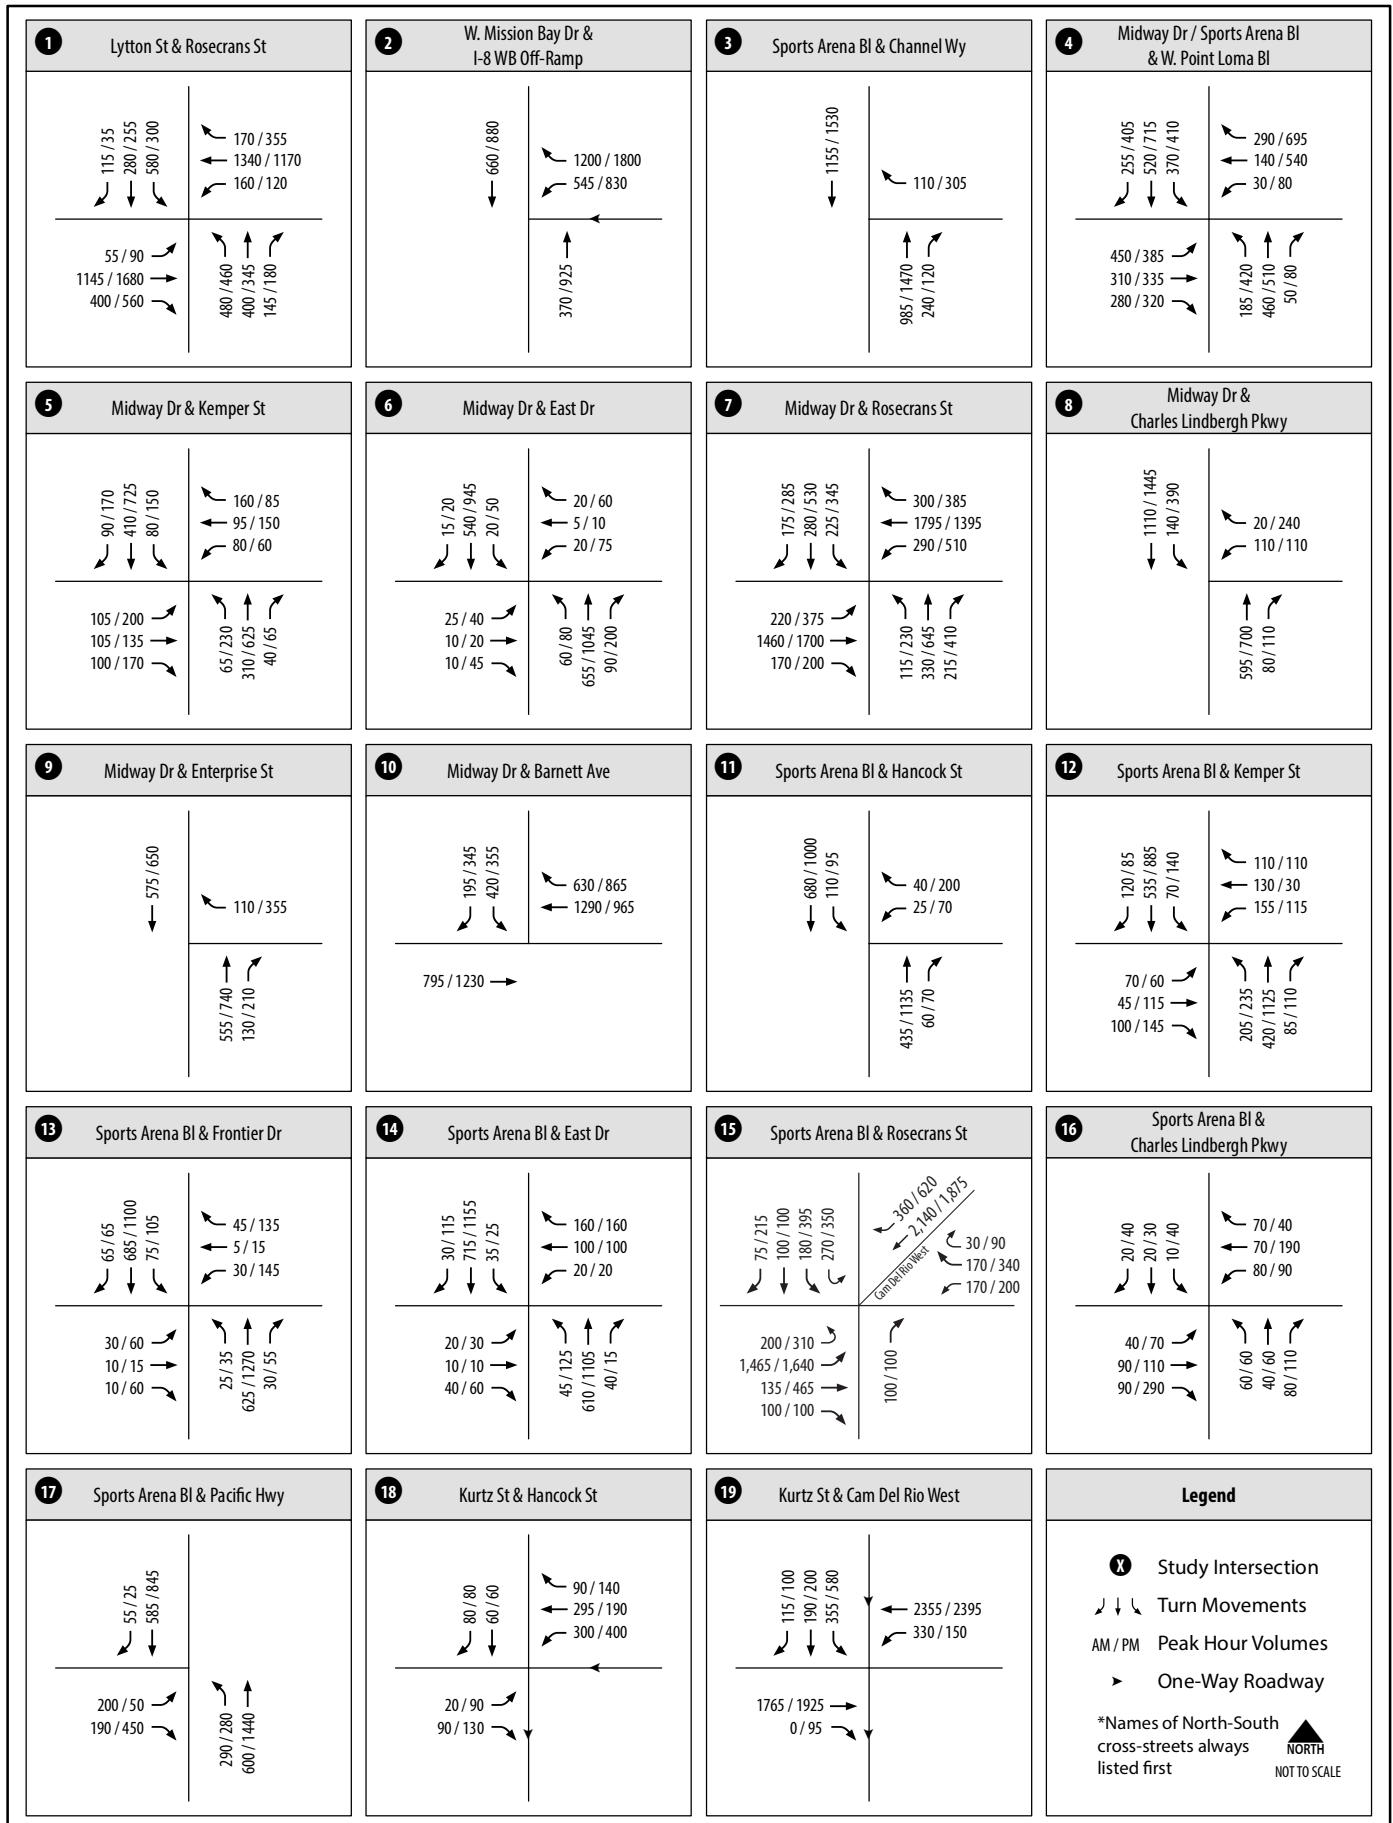 1
Lytton St & Rosecrans St
115 / 35
280 / 255
580 / 300
170 / 355
1340 / 1170
160 / 120
55 / 90
1145 / 1680
400 / 560
480 / 460
400 / 345
145 / 180
2
W. Mission Bay Dr &
I-8 WB Off-Ramp
660 / 880
1200 / 1800
545 / 830
370 / 925
3
Sports Arena Bl & Channel Wy
1155 / 1530
110 / 305
985 / 1470
240 / 120
4
Midway Dr / Sports Arena Bl
& W. Point Loma Bl
255 / 405
520 / 715
370 / 410
290 / 695
140 / 540
30 / 80
450 / 385
310 / 335
280 / 320
185 / 420
460 / 510
50 / 80
5
Midway Dr & Kemper St
90 / 170
410 / 725
80 / 150
160 / 85
95 / 150
80 / 60
105 / 200
105 / 135
100 / 170
65 / 230
310 / 625
40 / 65
6
Midway Dr & East Dr
15 / 20
540 / 945
20 / 50
20 / 60
5 / 10
20 / 75
25 / 40
10 / 20
10 / 45
60 / 80
655 / 1045
90 / 200
7
Midway Dr & Rosecrans St
175 / 285
280 / 530
225 / 345
300 / 385
1795 / 1395
290 / 510
220 / 375
1460 / 1700
170 / 200
115 / 230
330 / 645
215 / 410
8
Midway Dr &
Charles Lindbergh Pkwy
1110 / 1445
140 / 390
20 / 240
110 / 110
595 / 700
80 / 110
9
Midway Dr & Enterprise St
575 / 650
110 / 355
555 / 740
130 / 210
10
Midway Dr & Barnett Ave
195 / 345
420 / 355
630 / 865
1290 / 965
795 / 1230
11
Sports Arena Bl & Hancock St
680 / 1000
110 / 95
40 / 200
25 / 70
435 / 1135
60 / 70
12
Sports Arena Bl & Kemper St
120 / 85
535 / 885
70 / 140
110 / 110
130 / 30
155 / 115
70 / 60
45 / 115
100 / 145
205 / 235
420 / 1125
85 / 110
13
Sports Arena Bl & Frontier Dr
65 / 65
685 / 1100
75 / 105
45 / 135
5 / 15
30 / 145
30 / 60
10 / 15
10 / 60
25 / 35
625 / 1270
30 / 55
14
Sports Arena Bl & East Dr
30 / 115
715 / 1155
35 / 25
160 / 160
100 / 100
20 / 20
20 / 30
10 / 10
40 / 60
45 / 125
610 / 1105
40 / 15
15
Sports Arena Bl & Rosecrans St
75 / 215
100 / 100
180 / 395
270 / 350
360 / 620
2,140 / 1,875
Cam Del Rio West
30 / 90
170 / 340
170 / 200
200 / 310
1,465 / 1,640
135 / 465
100 / 100
100 / 100
16
Sports Arena Bl &
Charles Lindbergh Pkwy
20 / 40
20 / 30
10 / 40
70 / 40
70 / 190
80 / 90
40 / 70
90 / 110
90 / 290
60 / 60
40 / 60
80 / 110
17
Sports Arena Bl & Pacific Hwy
55 / 25
585 / 845
200 / 50
190 / 450
290 / 280
600 / 1440
18
Kurtz St & Hancock St
80 / 80
60 / 60
90 / 140
295 / 190
300 / 400
20 / 90
90 / 130
19
Kurtz St & Cam Del Rio West
115 / 100
190 / 200
355 / 580
2355 / 2395
330 / 150
1765 / 1925
0 / 95
Legend
X Study Intersection
Turn Movements
AM / PM Peak Hour Volumes
One-Way Roadway
*Names of North-South
cross-streets always
listed first
NORTH
NOT TO SCALE